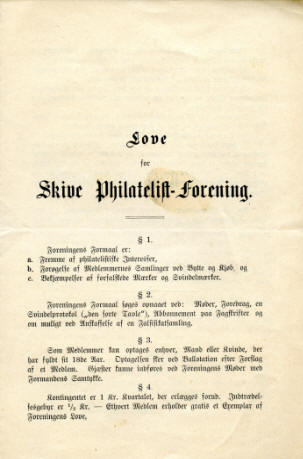 Love
for
Skive Philatelist-Forening.
§ 1.
Foreningens Formaal er:
a. Fremme af philatelistiske Interesser,
b. Forøgelse af Medlemmernes Samlinger ved Bytte og Kjøb, og
c. Bekjæmpelser af forfalskede Mærker og Svindelmærker.
§ 2.
Foreningens Formaal søges opnaaet ved: Møder, Foredrag, en
Svindelprotokol („den sorte Tavle“), Abbonnement paa Fagskrifter og
om muligt ved Anskaffelse af en Falsifikatsamling.
§ 3.
Som Medlemmer kan optages enhver, Mand eller Kvinde, der
har fyldt sit 18de Aar. Optagelsen sker ved Ballotation efter Forslag
af et Medlem. Gjæster kunne indføres ved Foreningens Møder med
Formandens Samtykke.
§ 4.
Kontingentet er 1 Kr. Kvartalet, der erlægges forud. Indtrædel-
sesgebyr er ½ Kr. — Ethvert Medlem erholder gratis et Exemplar af
Foreningens Love,